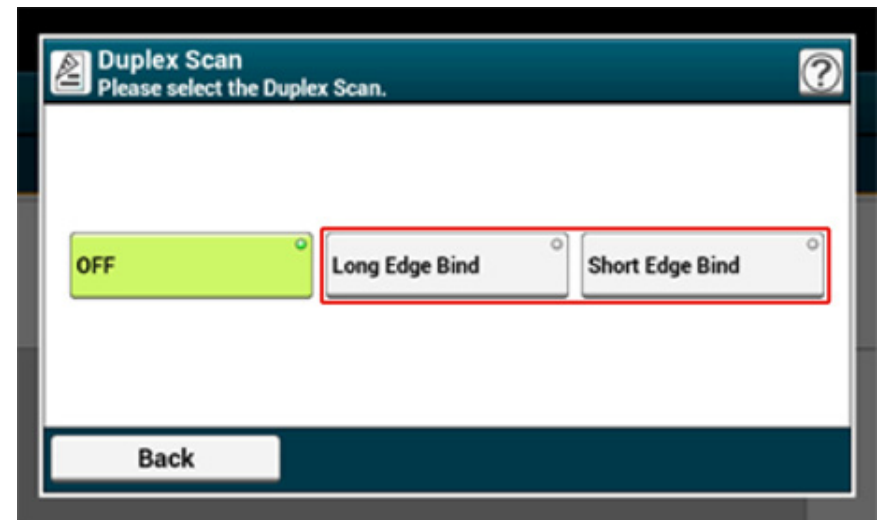 Duplex Scan
Please select the Duplex Scan.
?
OFF
Long Edge Bind
Short Edge Bind
Back